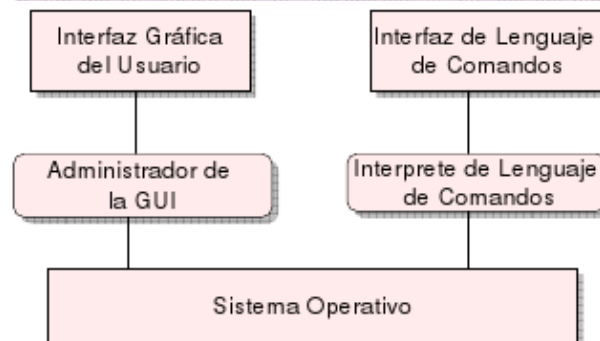 Interfaz Gráfica
del Usuario
Interfaz de Lenguaje
de Comandos
Administrador de
la GUI
Interprete de Lenguaje
de Comandos
Sistema Operativo